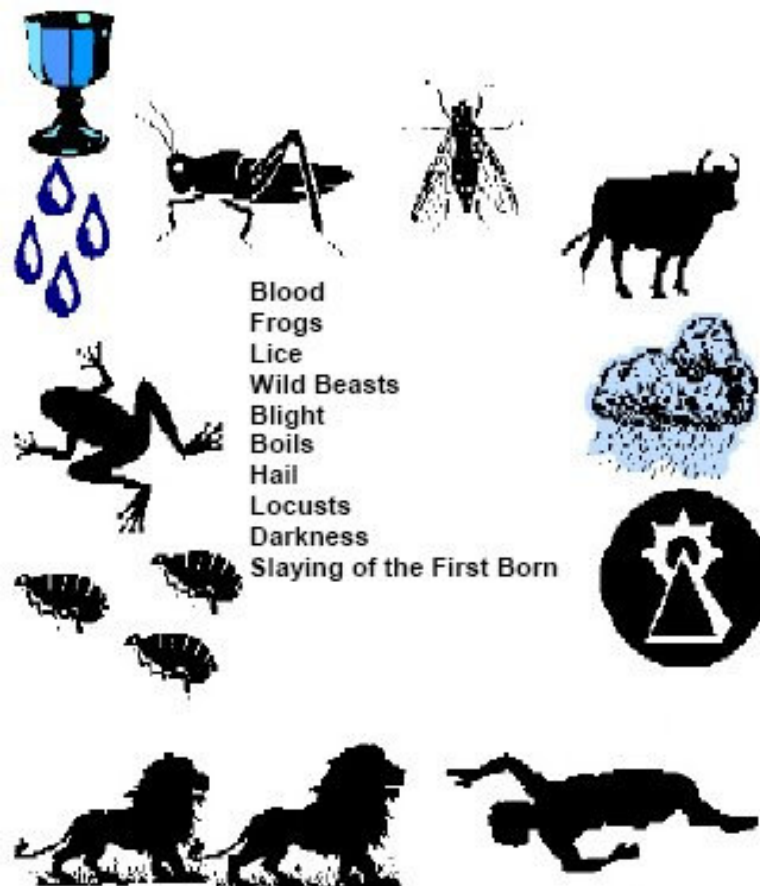 Blood
Frogs
Lice
Wild Beasts
Blight
Boils
Hail
Locusts
Darkness
Slaying of the First Born